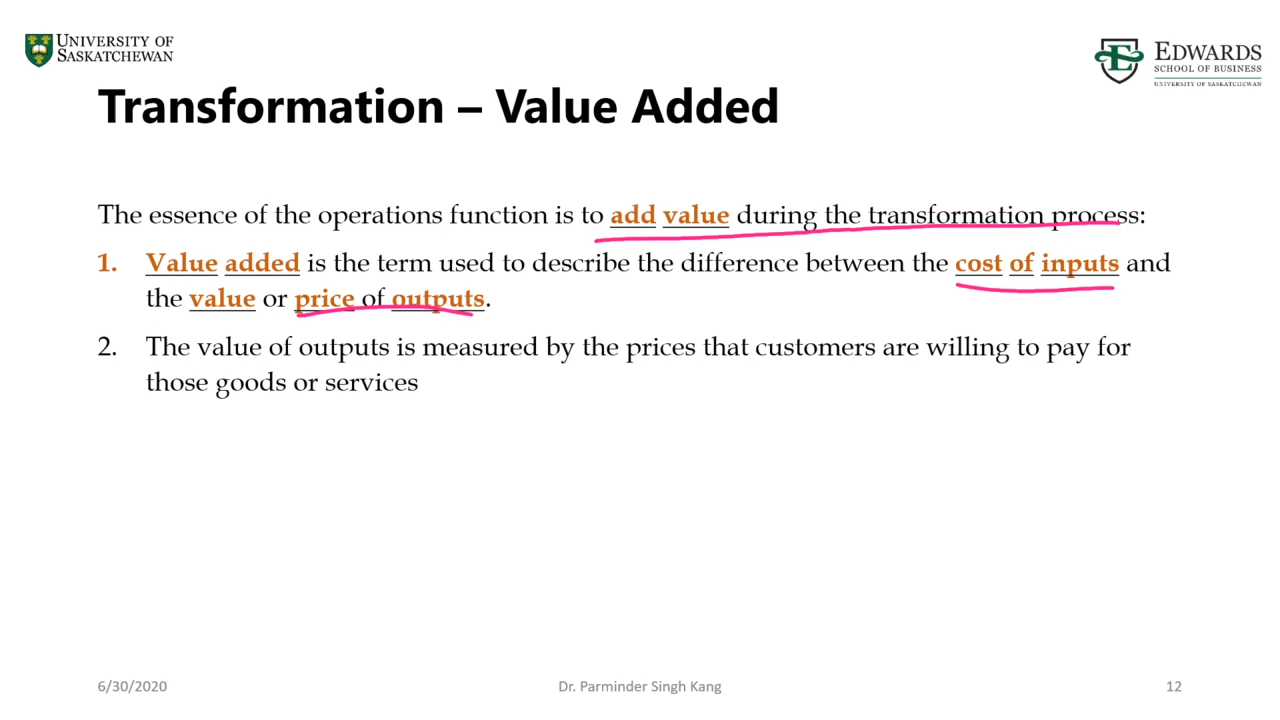 UNIVERSITY OF
SASKATCHEWAN
EDWARDS
SCHOOL OF BUSINESS
UNIVERSITY OF SASKATCHEWAN
Transformation – Value Added
The essence of the operations function is to add value during the transformation process:
1. Value added is the term used to describe the difference between the cost of inputs and
the value or price of outputs.
2. The value of outputs is measured by the prices that customers are willing to pay for
those goods or services
6/30/2020
Dr. Parminder Singh Kang
12